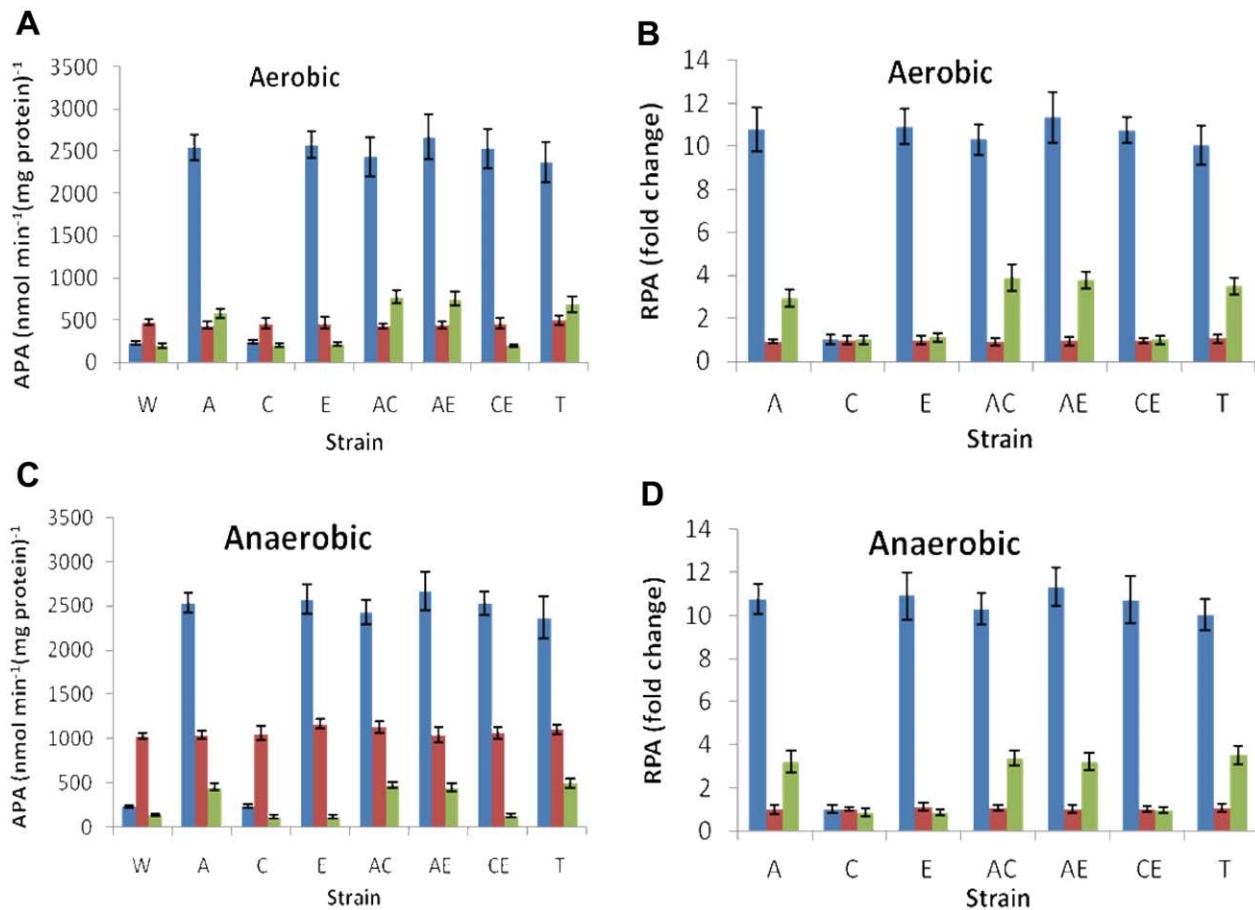 A
Aerobic
APA (nmol min⁻¹(mg protein)⁻¹
3500
3000
2500
2000
1500
1000
500
0
W A C E AC AE CE T
Strain
B
Aerobic
RPA (fold change)
14
12
10
8
6
4
2
0
A C E AC AE CE T
Strain
C
Anaerobic
APA (nmol min⁻¹(mg protein)⁻¹
3500
3000
2500
2000
1500
1000
500
0
W A C E AC AE CE T
Strain
D
Anaerobic
RPA (fold change)
14
12
10
8
6
4
2
0
A C E AC AE CE T
Strain